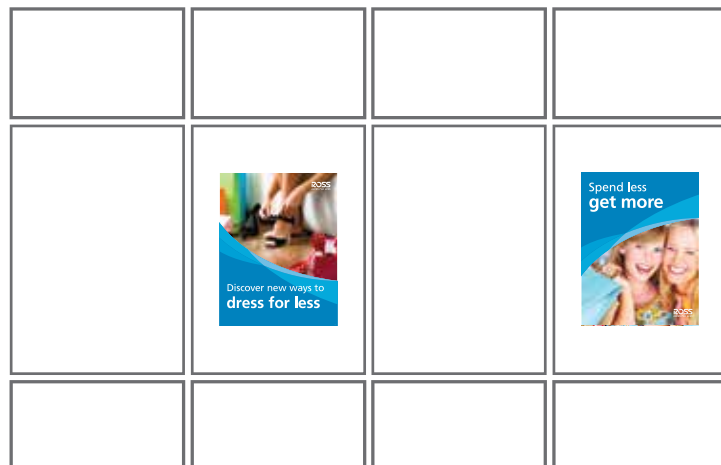 ROSS
Discover new ways to
dress for less
Spend less
get more
ROSS